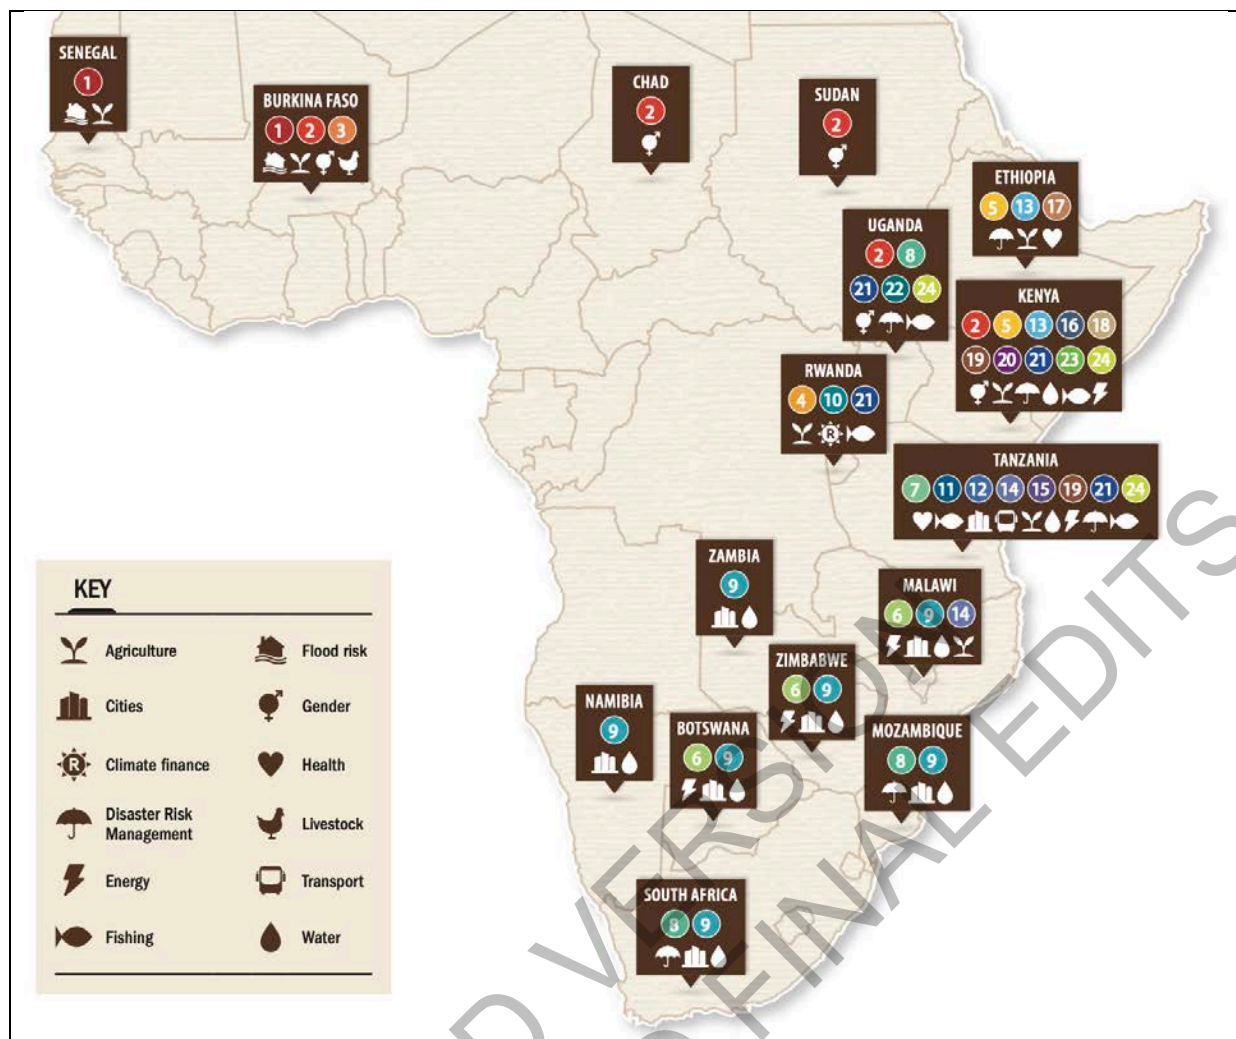 SENEGAL
1
BURKINA FASO
1 2 3
CHAD
2
SUDAN
2
ETHIOPIA
5 13 17
UGANDA
2 8
21 22 24
KENYA
2 5 13 16 18
19 20 21 23 24
RWANDA
4 10 21
TANZANIA
7 11 12 14 15 19 21 24
ZAMBIA
9
MALAWI
6 9 14
ZIMBABWE
6 9
NAMIBIA
9
BOTSWANA
6 9
MOZAMBIQUE
8 9
SOUTH AFRICA
8 9
KEY
Agriculture
Flood risk
Cities
Gender
R
Climate finance
Health
Disaster Risk
Management
Livestock
Energy
Transport
Fishing
Water
D VERSION
FINAL EDITS